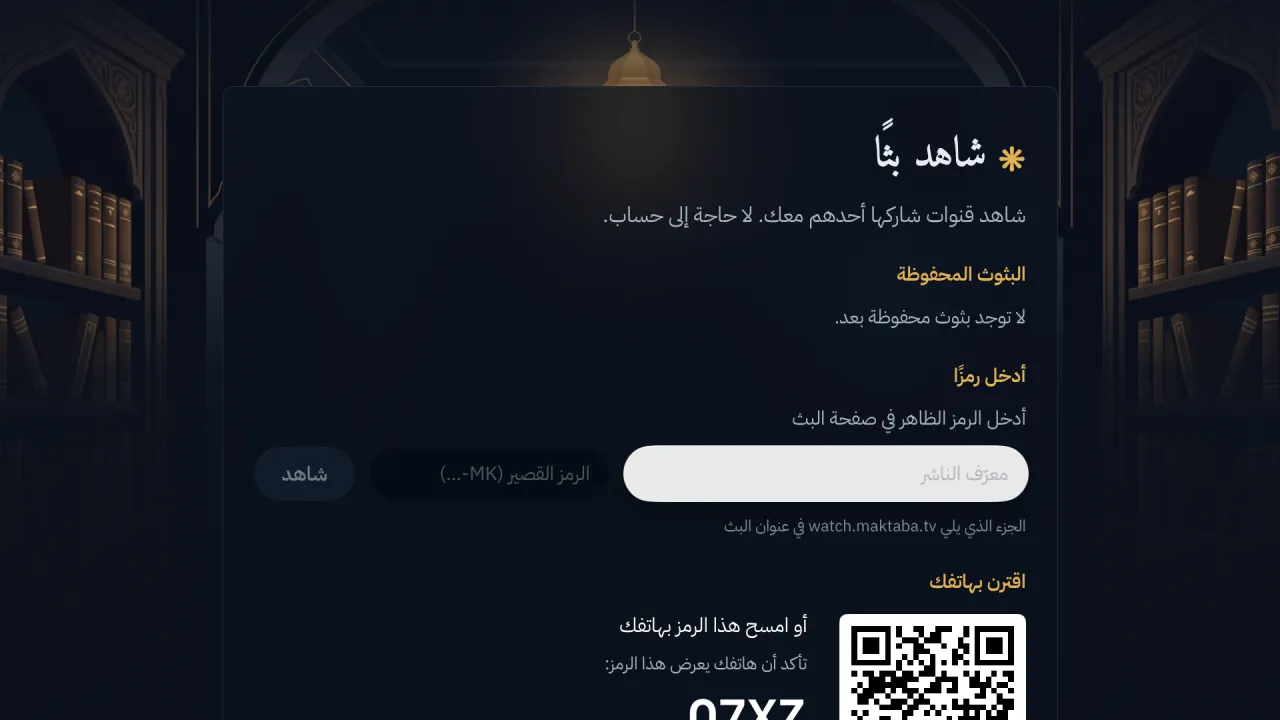 شاهد بثًا
شاهد قنوات شاركها أحدهم معك. لا حاجة إلى حساب.
البثوث المحفوظة
لا توجد بثوث محفوظة بعد.
أدخل رمزًا
أدخل الرمز الظاهر في صفحة البث
معرّف الناشر
الرمز القصير (MK-...)
شاهد
الجزء الذي يلي watch.maktaba.tv في عنوان البث
اقترن بهاتفك
أو امسح هذا الرمز بهاتفك
تأكد أن هاتفك يعرض هذا الرمز: